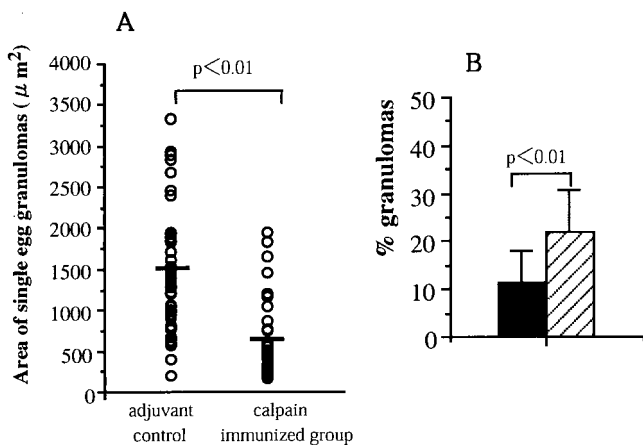 A
Area of single egg granulomas ( μ m²)
4000
3500
3000
2500
2000
1500
1000
500
0
p<0.01
adjuvant
control
calpain
immunized group
B
% granulomas
50
40
30
20
10
0
p<0.01